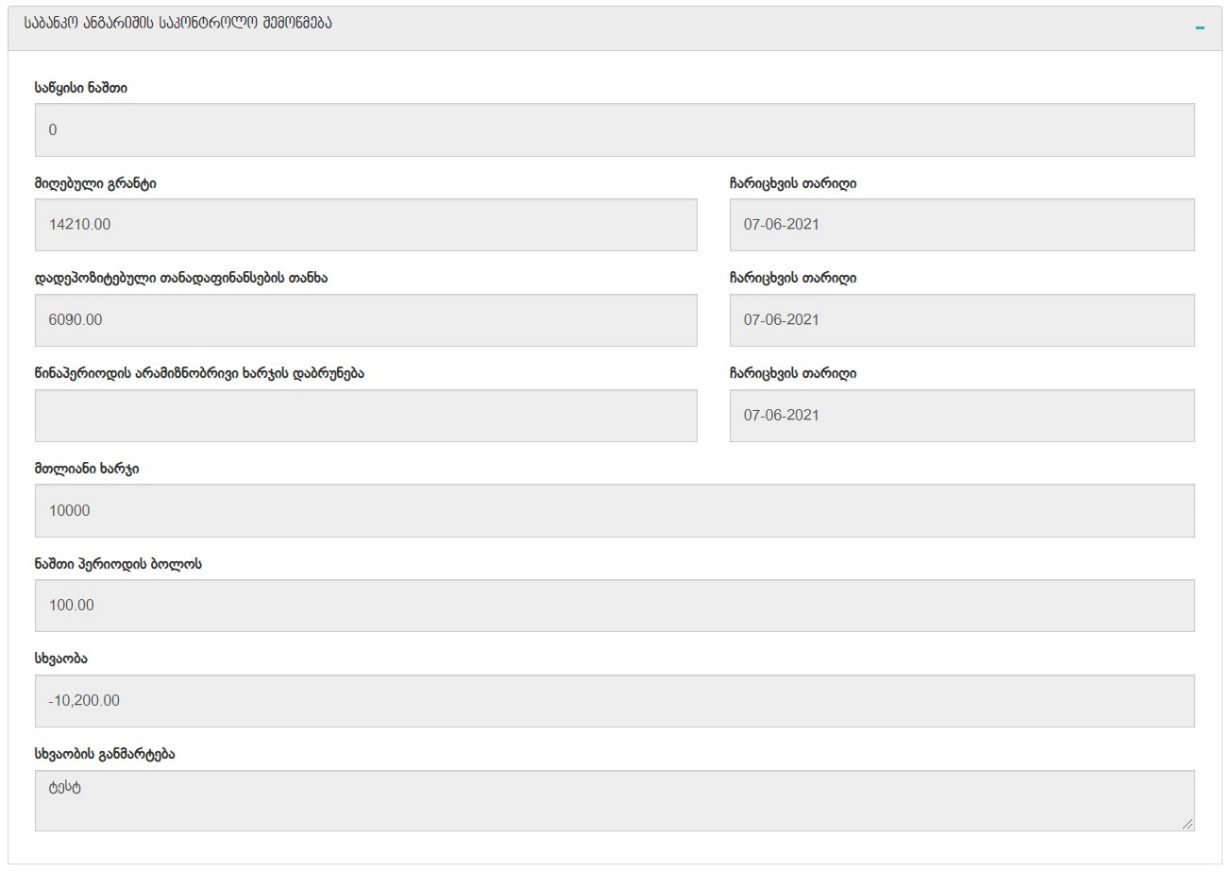 საბანკო ანგარიშის საკონტროლო შემოწმება
საწყისი ნაშთი
0
მიღებული გრანტი ჩარიცხვის თარიღი
14210.00 07-06-2021
დადეპოზიტებული თანადაფინანსების თანხა ჩარიცხვის თარიღი
6090.00 07-06-2021
წინაპერიოდის არამიზნობრივი ხარჯის დაბრუნება ჩარიცხვის თარიღი
07-06-2021
მთლიანი ხარჯი
10000
ნაშთი პერიოდის ბოლოს
100.00
სხვაობა
-10,200.00
სხვაობის განმარტება
ტესტ